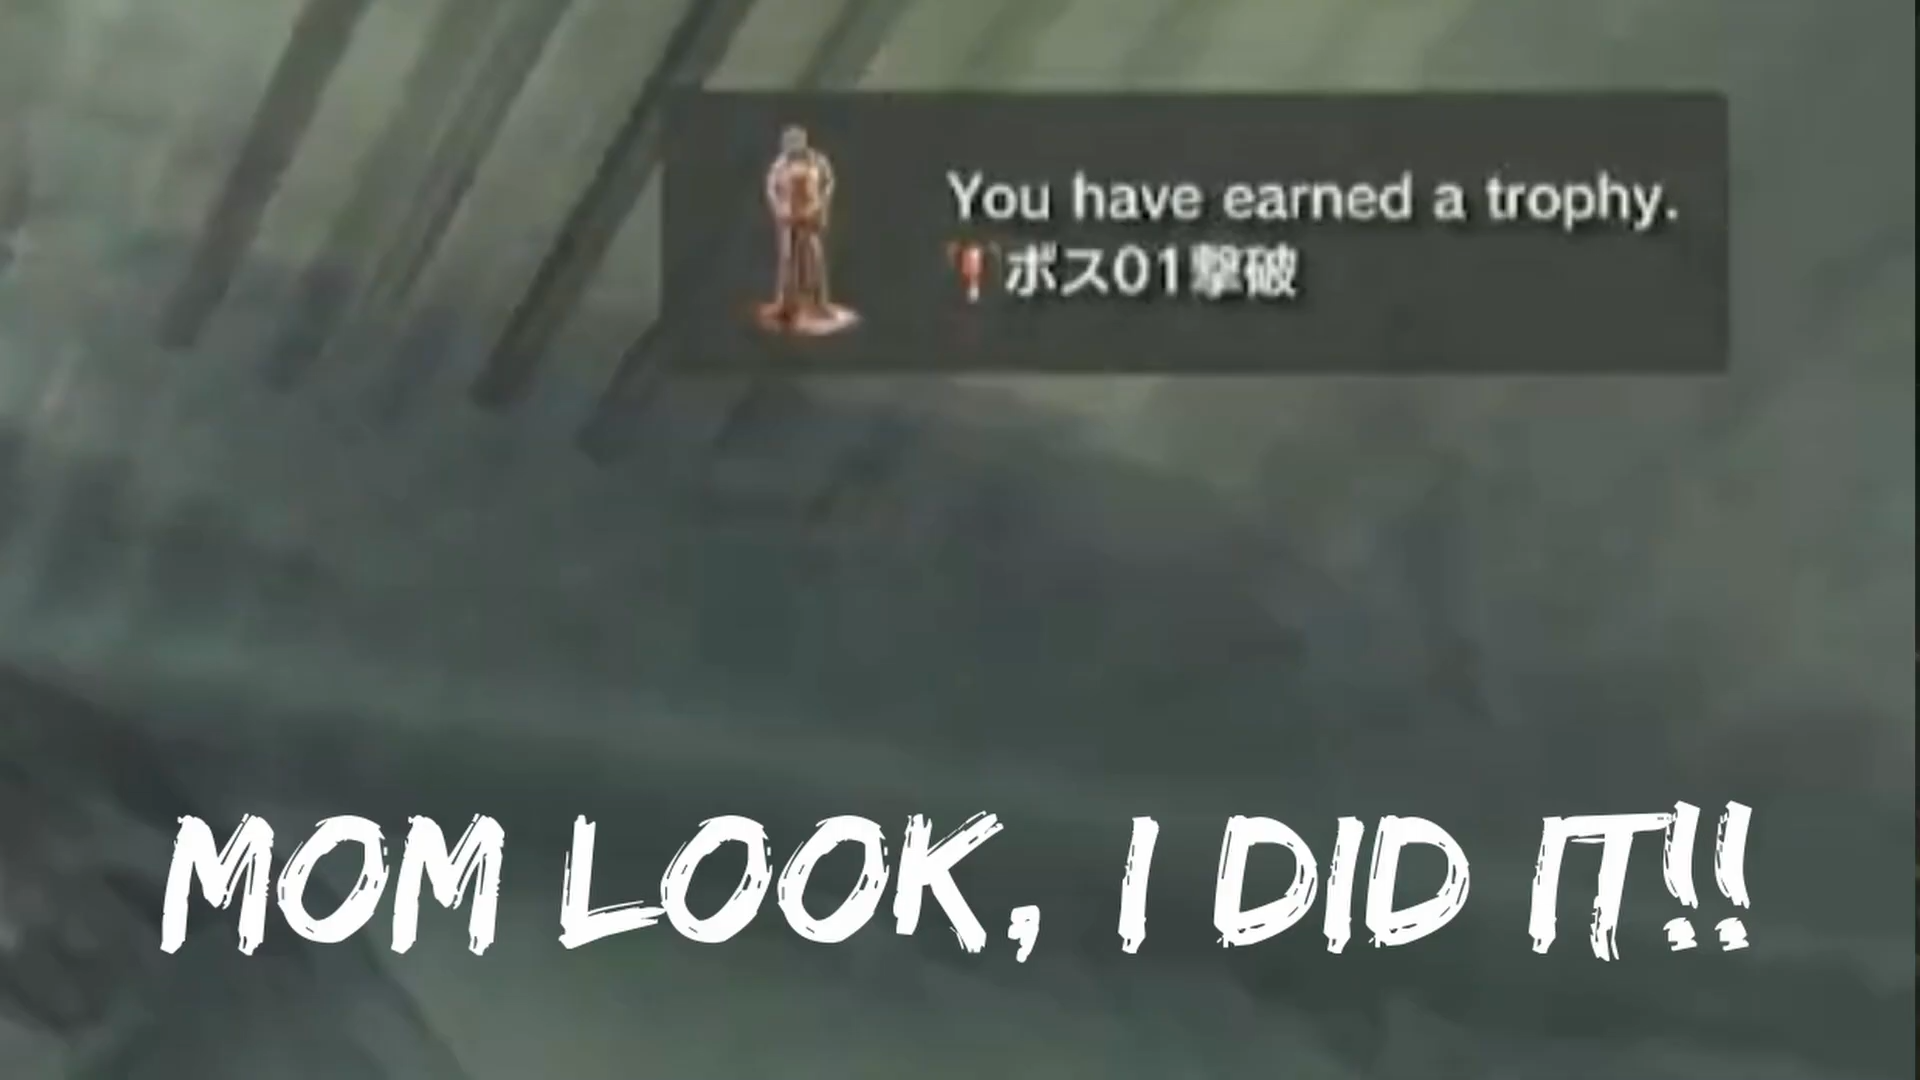 You have earned a trophy.
ボス01撃破
MOM LOOK, I DID IT!!